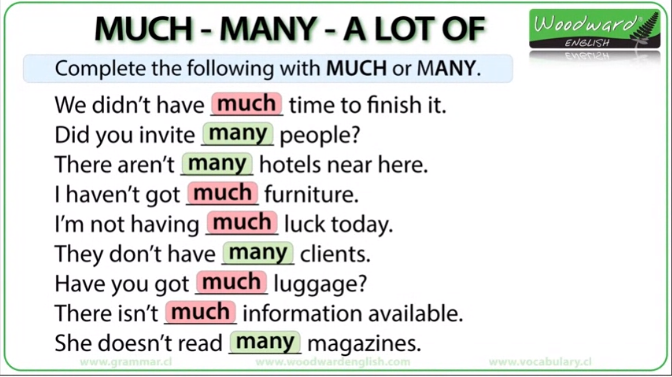 MUCH - MANY - A LOT OF
Woodward®
ENGLISH
Complete the following with MUCH or MANY.
We didn't have much time to finish it.
Did you invite many people?
There aren't many hotels near here.
I haven't got much furniture.
I'm not having much luck today.
They don't have many clients.
Have you got much luggage?
There isn't much information available.
She doesn't read many magazines.
www.grammar.cl www.woodwardenglish.com www.vocabulary.cl